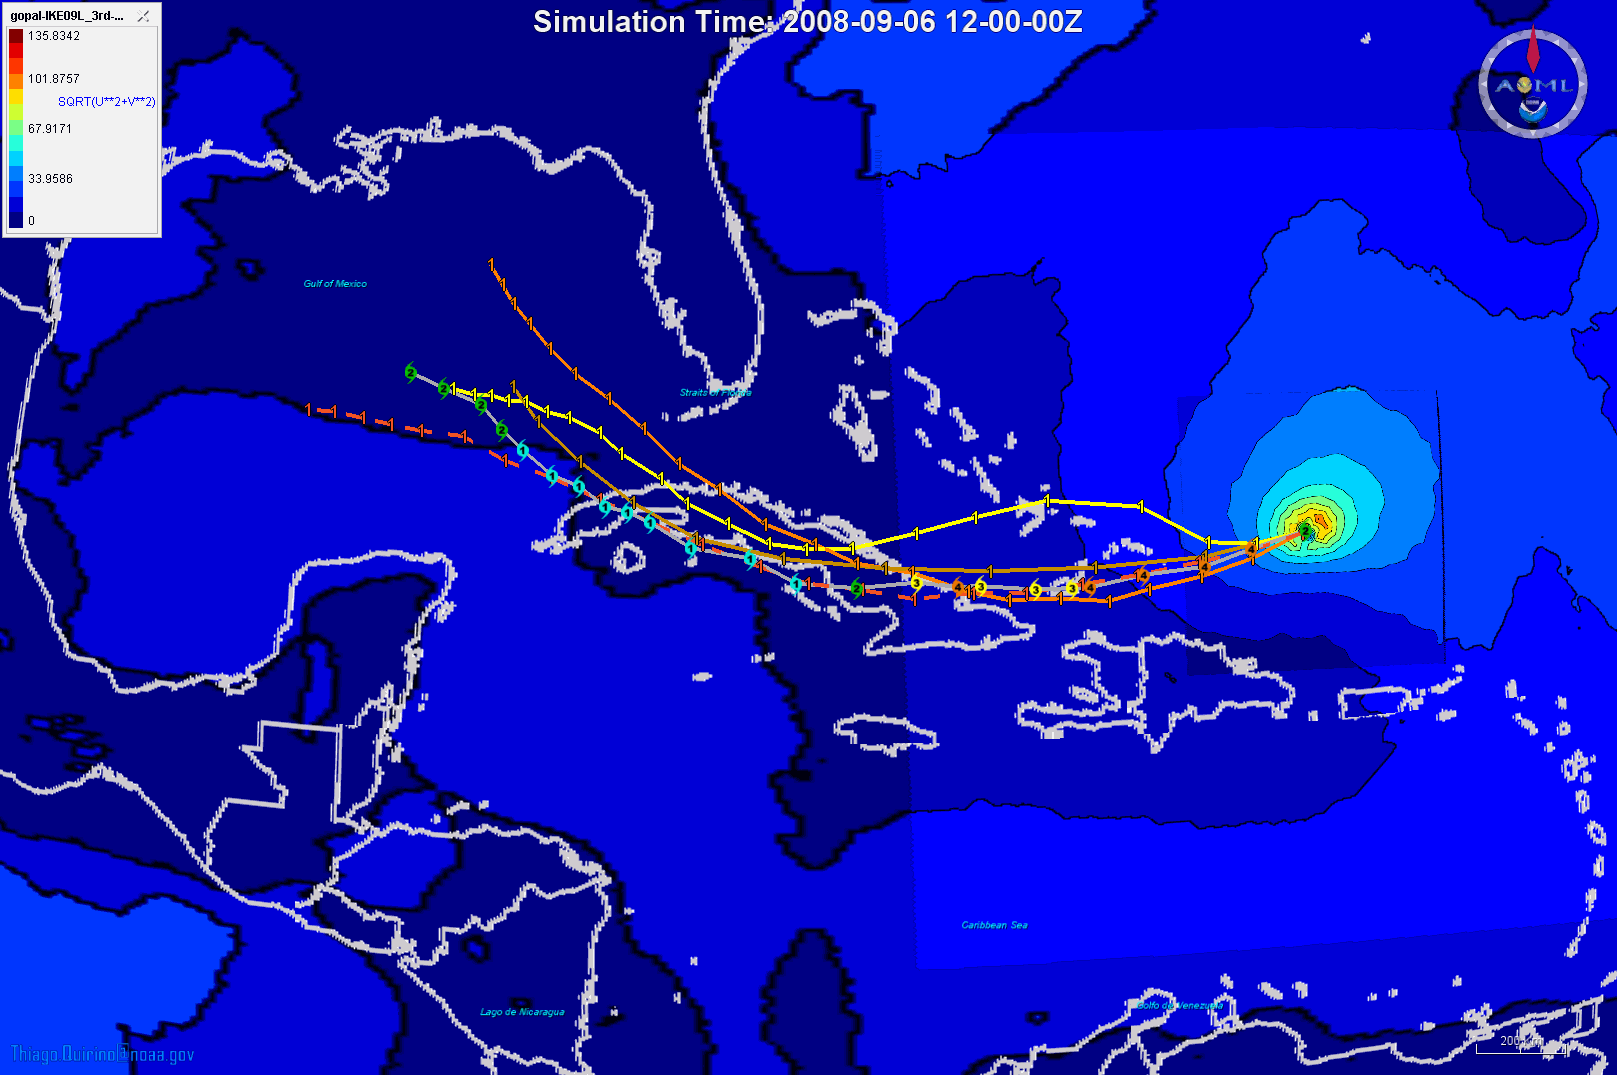 gopal-IKE09L_3rd-...
135.8342
101.8757
SQRT(U**2+V**2)
67.9171
33.9586
0
Simulation Time: 2008-09-06 12-00-00Z
AOML
Gulf of Mexico
Straits of Florida
Caribbean Sea
Lago de Nicaragua
Golfo de Venezuela
Thiago.Quirino@noaa.gov